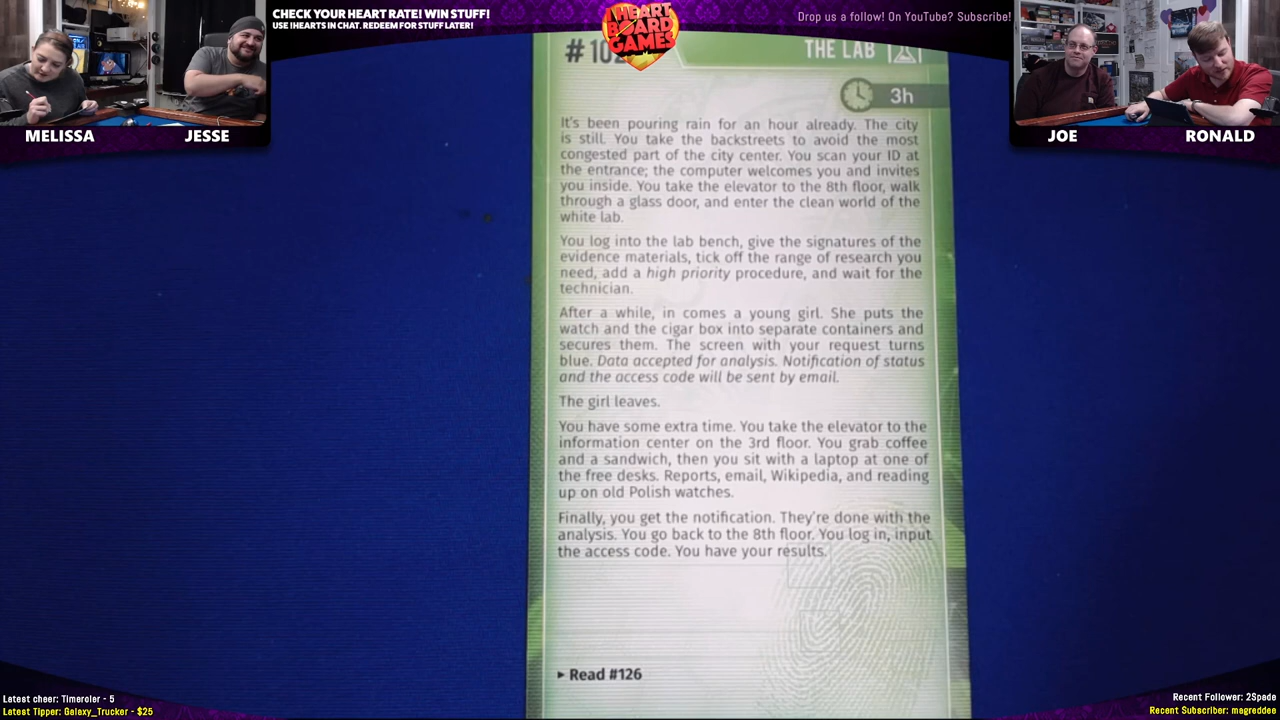 CHECK YOUR HEART RATE! WIN STUFF!
USE !HEARTS IN CHAT. REDEEM FOR STUFF LATER!
I HEART
BOARD
GAMES
Drop us a follow! On YouTube? Subscribe!
MELISSA
JESSE
JOE
RONALD
THE LAB
3h
It's been pouring rain for an hour already. The city
is still. You take the backstreets to avoid the most
congested part of the city center. You scan your ID at
the entrance; the computer welcomes you and invites
you inside. You take the elevator to the 8th floor, walk
through a glass door, and enter the clean world of the
white lab.
You log into the lab bench, give the signatures of the
evidence materials, tick off the range of research you
need, add a high priority procedure, and wait for the
technician.
After a while, in comes a young girl. She puts the
watch and the cigar box into separate containers and
secures them. The screen with your request turns
blue. Data accepted for analysis. Notification of status
and the access code will be sent by email.
The girl leaves.
You have some extra time. You take the elevator to the
information center on the 3rd floor. You grab coffee
and a sandwich, then you sit with a laptop at one of
the free desks. Reports, email, Wikipedia, and reading
up on old Polish watches.
Finally, you get the notification. They're done with the
analysis. You go back to the 8th floor. You log in, input
the access code. You have your results.
▸ Read #126
Latest cheer: Timeroler - 5
Latest Tipper: Galaxy_Trucker - $25
Recent Follower: 2Spade
Recent Subscriber: magreddee